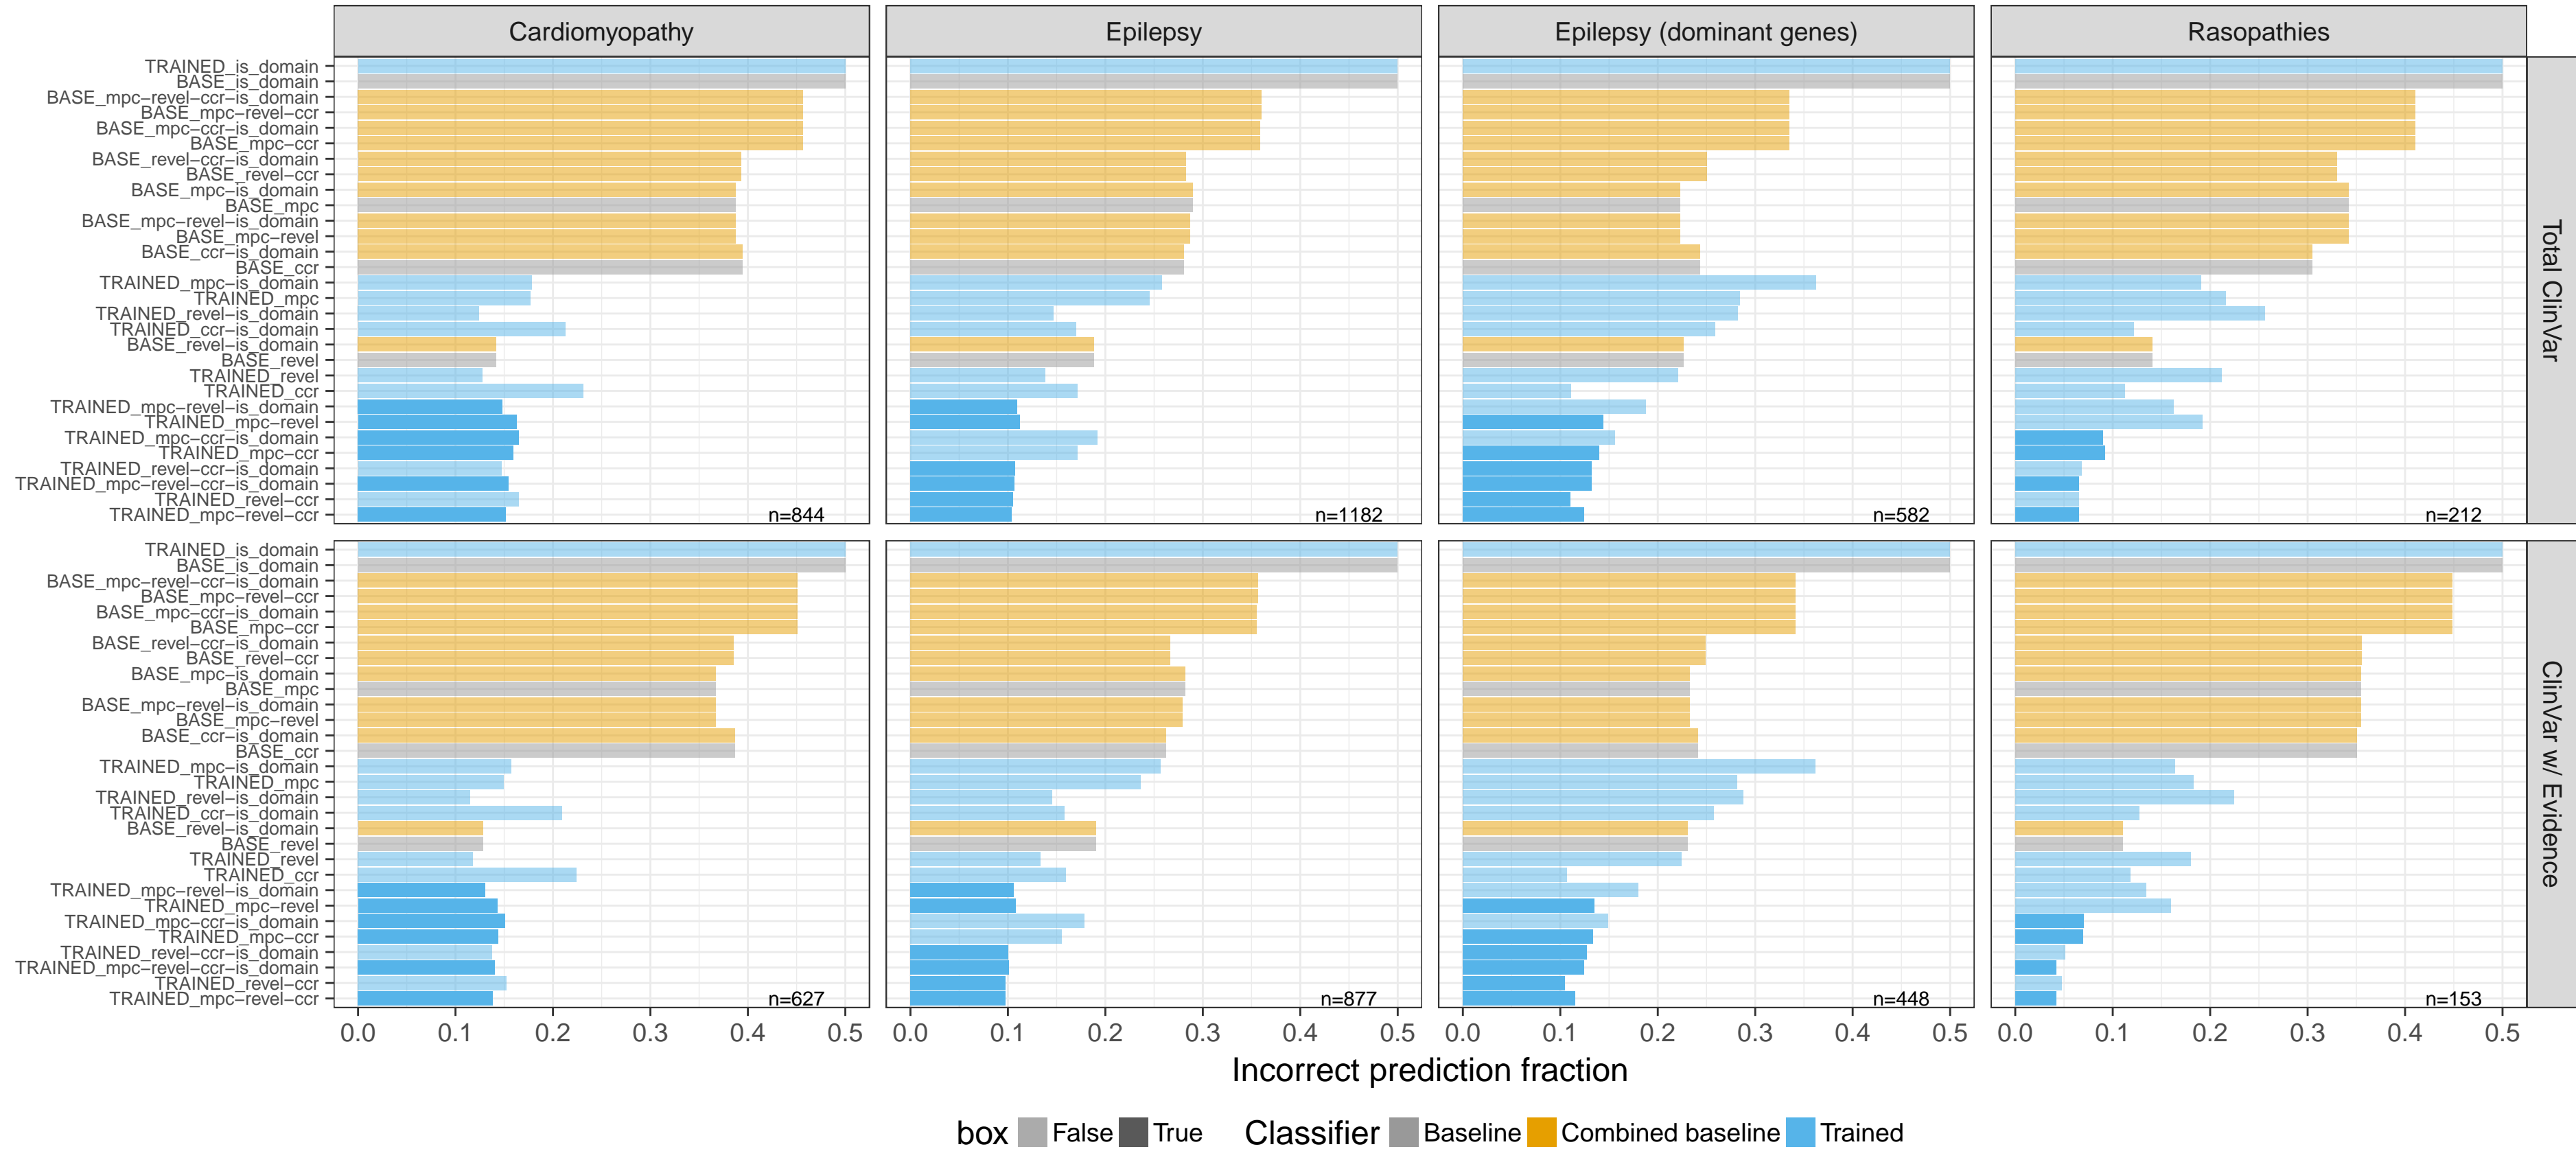 Cardiomyopathy Epilepsy Epilepsy (dominant genes) Rasopathies
TRAINED_is_domain
BASE_is_domain
BASE_mpc−revel−ccr−is_domain
BASE_mpc−revel−ccr
BASE_mpc−ccr−is_domain
BASE_mpc−ccr
BASE_revel−ccr−is_domain
BASE_revel−ccr
BASE_mpc−is_domain
BASE_mpc
BASE_mpc−revel−is_domain
BASE_mpc−revel
BASE_ccr−is_domain
BASE_ccr
TRAINED_mpc−is_domain
TRAINED_mpc
TRAINED_revel−is_domain
TRAINED_ccr−is_domain
BASE_revel−is_domain
BASE_revel
TRAINED_revel
TRAINED_ccr
TRAINED_mpc−revel−is_domain
TRAINED_mpc−revel
TRAINED_mpc−ccr−is_domain
TRAINED_mpc−ccr
TRAINED_revel−ccr−is_domain
TRAINED_mpc−revel−ccr−is_domain
TRAINED_revel−ccr
TRAINED_mpc−revel−ccr
n=844 n=1182 n=582 n=212
Total ClinVar
TRAINED_is_domain
BASE_is_domain
BASE_mpc−revel−ccr−is_domain
BASE_mpc−revel−ccr
BASE_mpc−ccr−is_domain
BASE_mpc−ccr
BASE_revel−ccr−is_domain
BASE_revel−ccr
BASE_mpc−is_domain
BASE_mpc
BASE_mpc−revel−is_domain
BASE_mpc−revel
BASE_ccr−is_domain
BASE_ccr
TRAINED_mpc−is_domain
TRAINED_mpc
TRAINED_revel−is_domain
TRAINED_ccr−is_domain
BASE_revel−is_domain
BASE_revel
TRAINED_revel
TRAINED_ccr
TRAINED_mpc−revel−is_domain
TRAINED_mpc−revel
TRAINED_mpc−ccr−is_domain
TRAINED_mpc−ccr
TRAINED_revel−ccr−is_domain
TRAINED_mpc−revel−ccr−is_domain
TRAINED_revel−ccr
TRAINED_mpc−revel−ccr
n=627 n=877 n=448 n=153
ClinVar w/ Evidence
0.0 0.1 0.2 0.3 0.4 0.5 0.0 0.1 0.2 0.3 0.4 0.5 0.0 0.1 0.2 0.3 0.4 0.5 0.0 0.1 0.2 0.3 0.4 0.5
Incorrect prediction fraction
box False True Classifier Baseline Combined baseline Trained